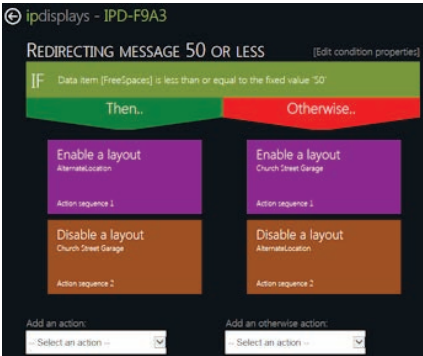 ipdisplays - IPD-F9A3
REDIRECTING MESSAGE 50 OR LESS
[Edit condition properties]
IF Data item [FreeSpaces] is less than or equal to the fixed value '50'
Then..
Otherwise..
Enable a layout
AlternateLocation
Action sequence 1
Enable a layout
Church Street Garage
Action sequence 1
Disable a layout
Church Street Garage
Action sequence 2
Disable a layout
AlternateLocation
Action sequence 2
Add an action:
-- Select an action --
Add an otherwise action:
-- Select an action --